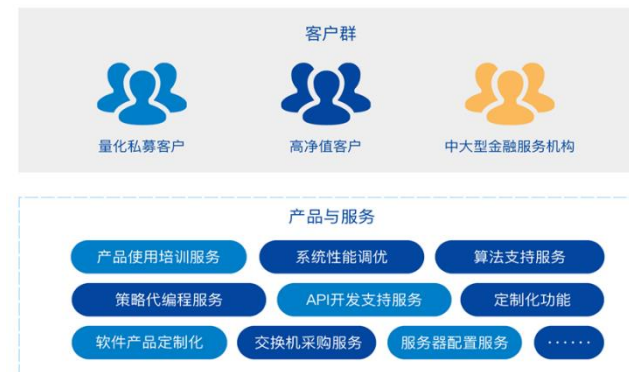 客户群
量化私募客户 高净值客户 中大型金融服务机构
产品与服务
产品使用培训服务 系统性能调优 算法支持服务
策略代编程服务 API开发支持服务 定制化功能
软件产品定制化 交换机采购服务 服务器配置服务 ······